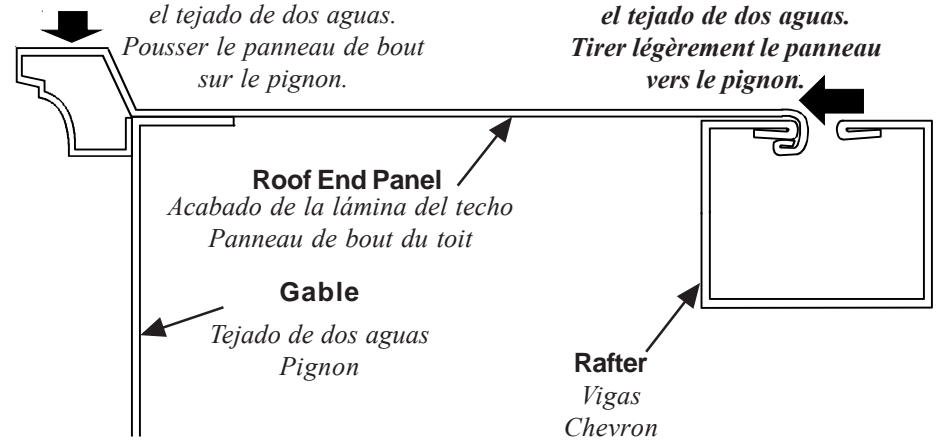 el tejado de dos aguas.
Pousser le panneau de bout
sur le pignon.
el tejado de dos aguas.
Tirer légèrement le panneau
vers le pignon.
Roof End Panel
Acabado de la lámina del techo
Panneau de bout du toit
Gable
Tejado de dos aguas
Pignon
Rafter
Vigas
Chevron